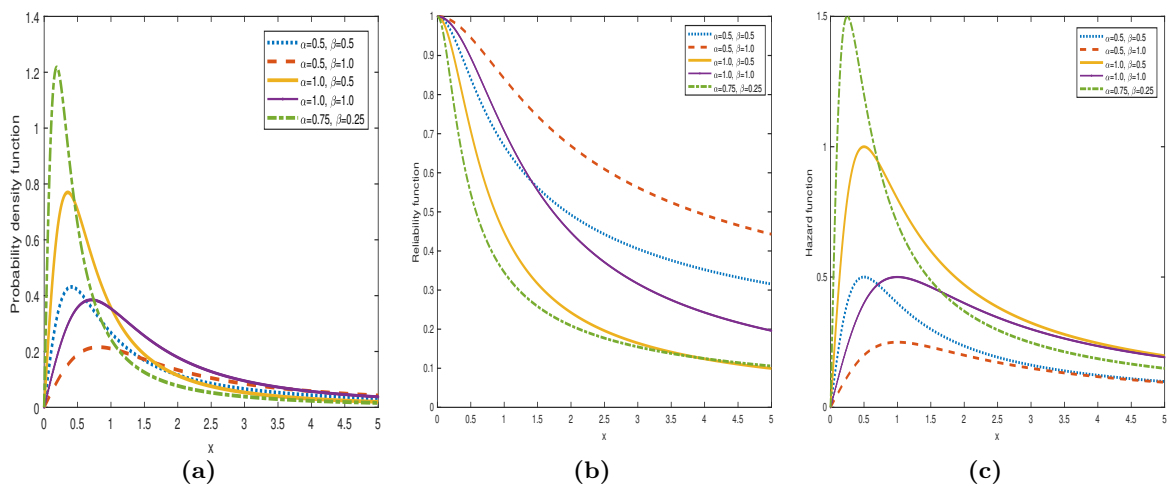 Probability density function
1.4
1.2
1
0.8
0.6
0.4
0.2
0
α=0.5, β=0.5
α=0.5, β=1.0
α=1.0, β=0.5
α=1.0, β=1.0
α=0.75, β=0.25
0 0.5 1 1.5 2 2.5 3 3.5 4 4.5 5
x
(a)
Reliability function
1
0.9
0.8
0.7
0.6
0.5
0.4
0.3
0.2
0.1
0
α=0.5, β=0.5
α=0.5, β=1.0
α=1.0, β=0.5
α=1.0, β=1.0
α=0.75, β=0.25
0 0.5 1 1.5 2 2.5 3 3.5 4 4.5 5
x
(b)
Hazard function
1.5
1
0.5
0
α=0.5, β=0.5
α=0.5, β=1.0
α=1.0, β=0.5
α=1.0, β=1.0
α=0.75, β=0.25
0 0.5 1 1.5 2 2.5 3 3.5 4 4.5 5
x
(c)